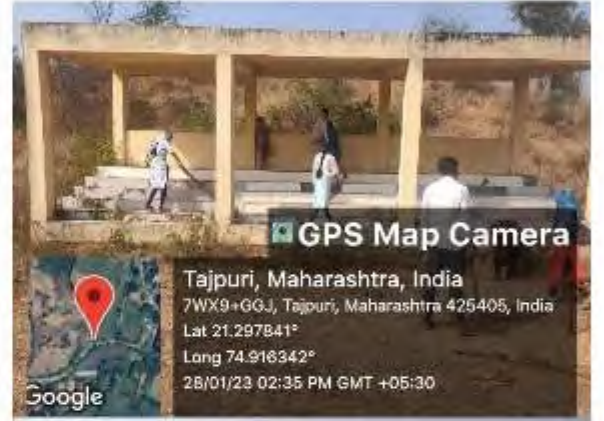 GPS Map Camera
Tajpuri, Maharashtra, India
7WX9+GGJ, Tajpuri, Maharashtra 425405, India
Lat 21.297841°
Long 74.916342°
28/01/23 02:35 PM GMT +05:30
Google